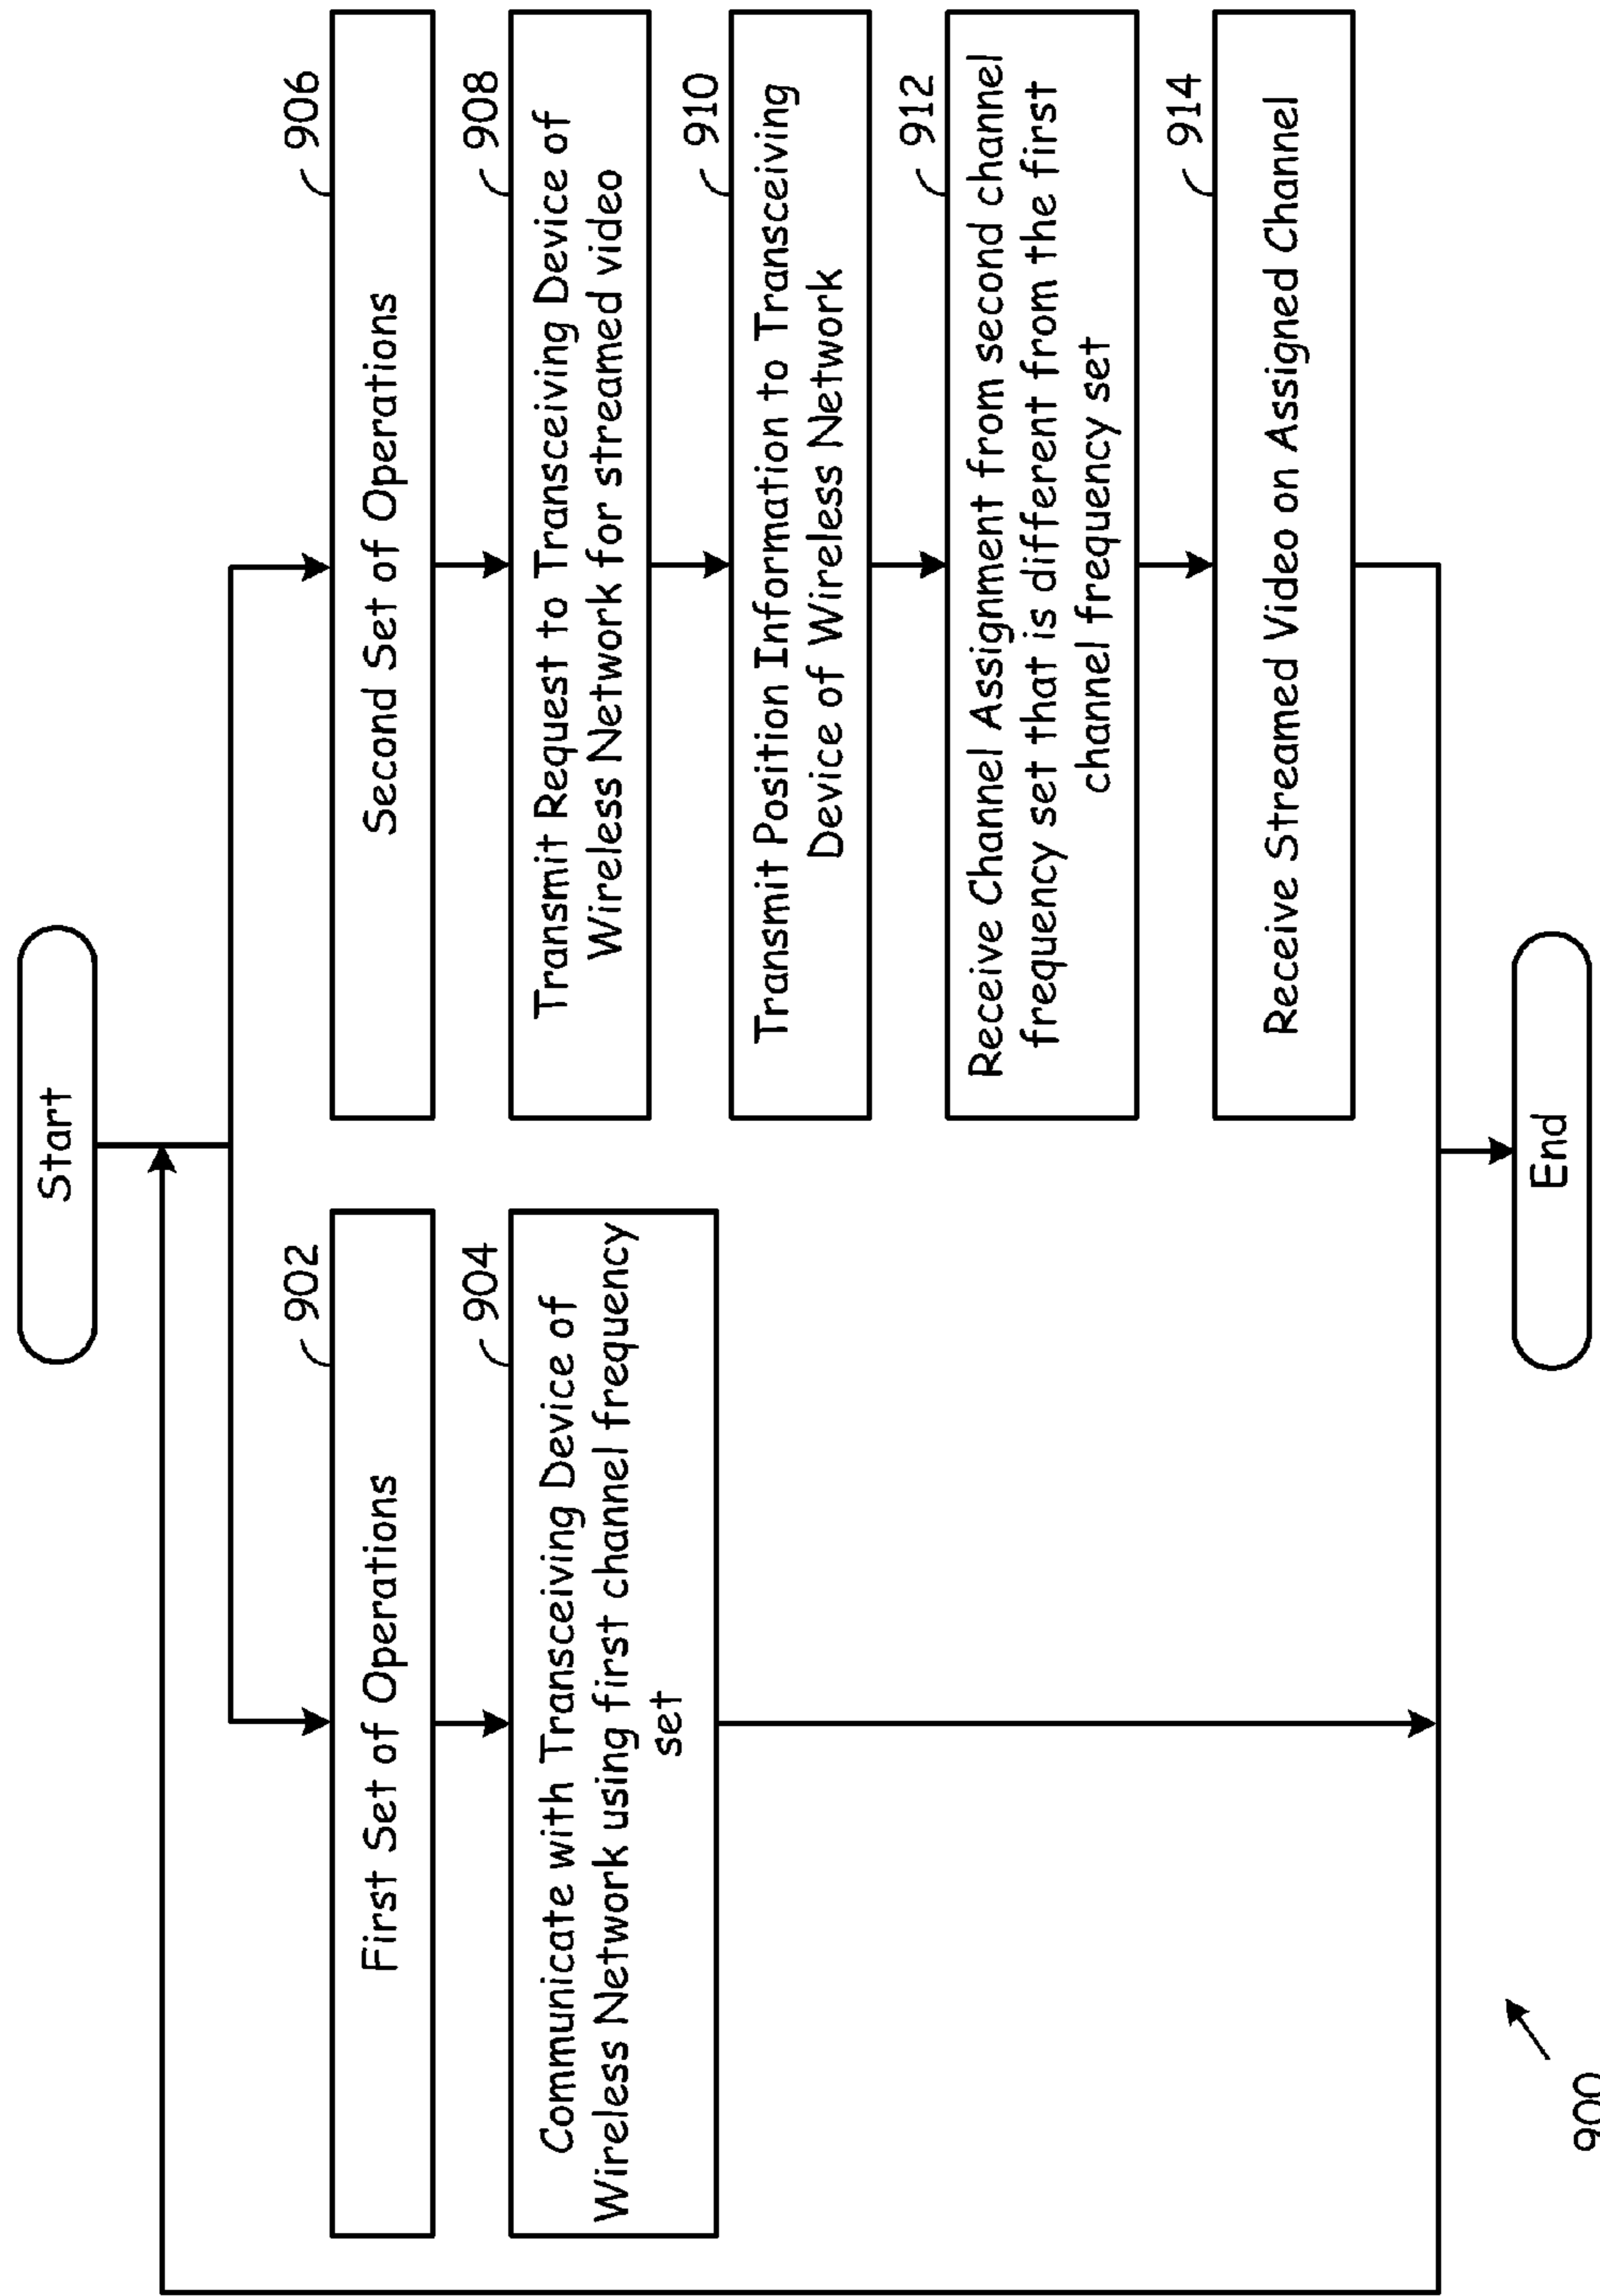 Start
902
First Set of Operations
904
Communicate with Transceiving Device of
Wireless Network using first channel frequency
set
906
Second Set of Operations
908
Transmit Request to Transceiving Device of
Wireless Network for streamed video
910
Transmit Position Information to Transceiving
Device of Wireless Network
912
Receive Channel Assignment from second channel
frequency set that is different from the first
channel frequency set
914
Receive Streamed Video on Assigned Channel
End
900